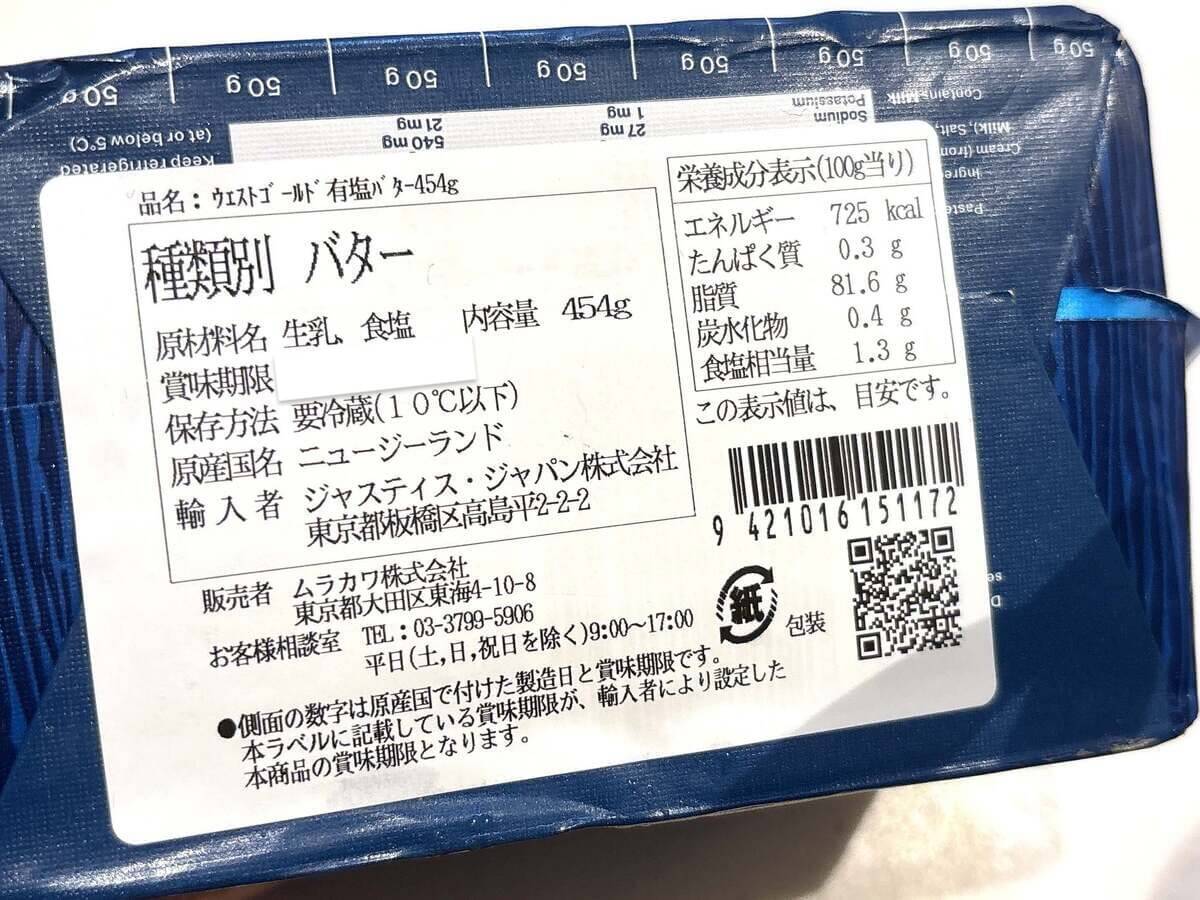 50g 50g 50g 50g 50g 50g 50g
Keep refrigerated
(at or below 5°C)
540 mg
21 mg
27 mg
1 mg
Sodium
Potassium
Contains Milk
Milk), Salt,
Cream (from
品名：ｳｴｽﾄｺﾞｰﾙﾄﾞ有塩ﾊﾞﾀｰ454g
種類別 バター
原材料名 生乳、食塩 内容量 454g
賞味期限
保存方法 要冷蔵(１０℃以下)
原産国名 ニュージーランド
輸入者 ジャスティス・ジャパン株式会社
東京都板橋区高島平2-2-2
栄養成分表示(100g当り)
エネルギー 725 kcal
たんぱく質 0.3 g
脂質 81.6 g
炭水化物 0.4 g
食塩相当量 1.3 g
この表示値は、目安です。
9 421016 151172
販売者 ムラカワ株式会社
東京都大田区東海4-10-8
お客様相談室 TEL：03-3799-5906
平日(土,日,祝日を除く)9:00～17:00
紙 包装
●側面の数字は原産国で付けた製造日と賞味期限です。
本ラベルに記載している賞味期限が、輸入者により設定した
本商品の賞味期限となります。